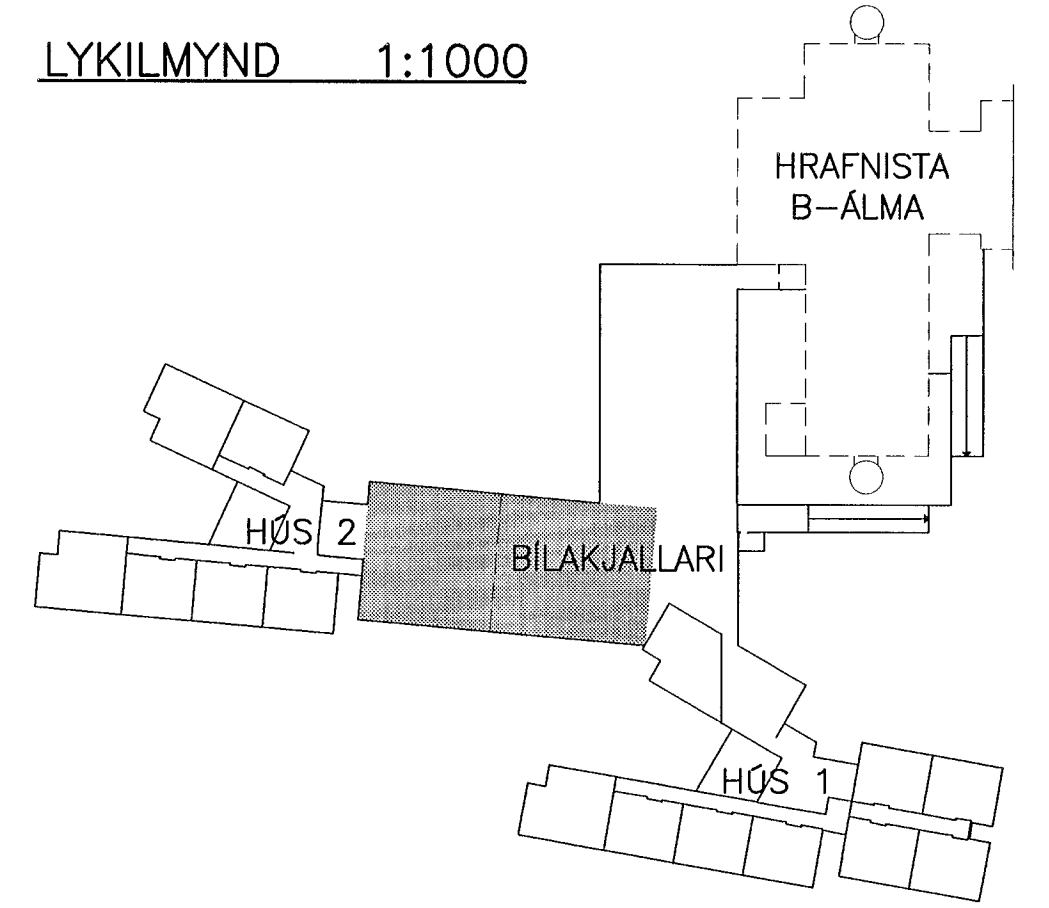 LYKILMYND 1:1000
HRAFNISTA
B-ÁLMA
HÚS 2
BÍLAKJALLARI
HÚS 1